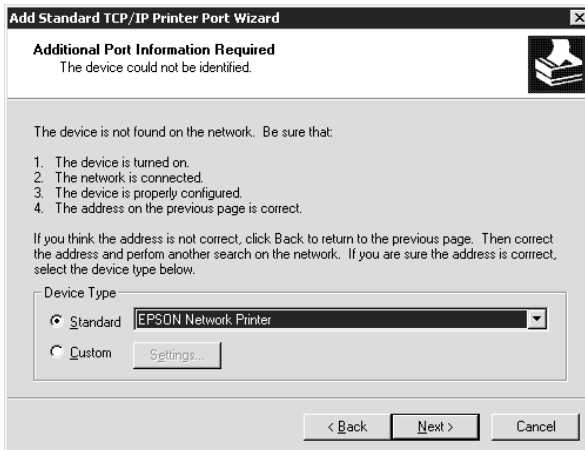 Add Standard TCP/IP Printer Port Wizard
Additional Port Information Required
The device could not be identified.
The device is not found on the network. Be sure that:
1. The device is turned on.
2. The network is connected.
3. The device is properly configured.
4. The address on the previous page is correct.
If you think the address is not correct, click Back to return to the previous page. Then correct
the address and perfom another search on the network. If you are sure the address is corrrect,
select the device type below.
Device Type
Standard EPSON Network Printer
Custom Settings...
< Back Next > Cancel